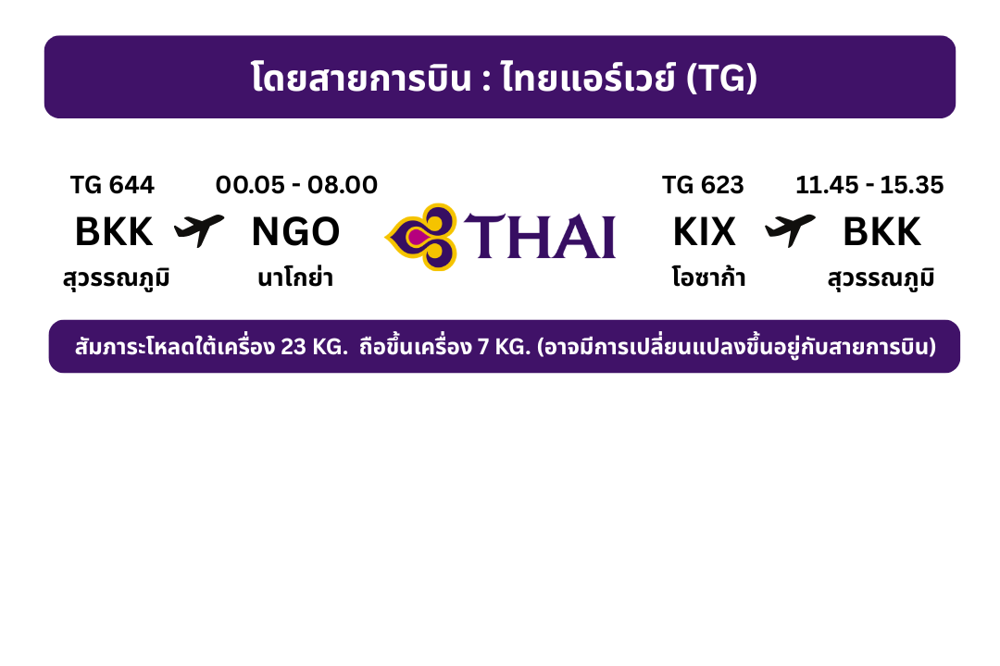 โดยสายการบิน : ไทยแอร์เวย์ (TG)
TG 644 00.05 - 08.00
BKK NGO
สุวรรณภูมิ นาโกย่า
THAI
TG 623 11.45 - 15.35
KIX BKK
โอซาก้า สุวรรณภูมิ
สัมภาระโหลดใต้เครื่อง 23 KG. ถือขึ้นเครื่อง 7 KG. (อาจมีการเปลี่ยนแปลงขึ้นอยู่กับสายการบิน)